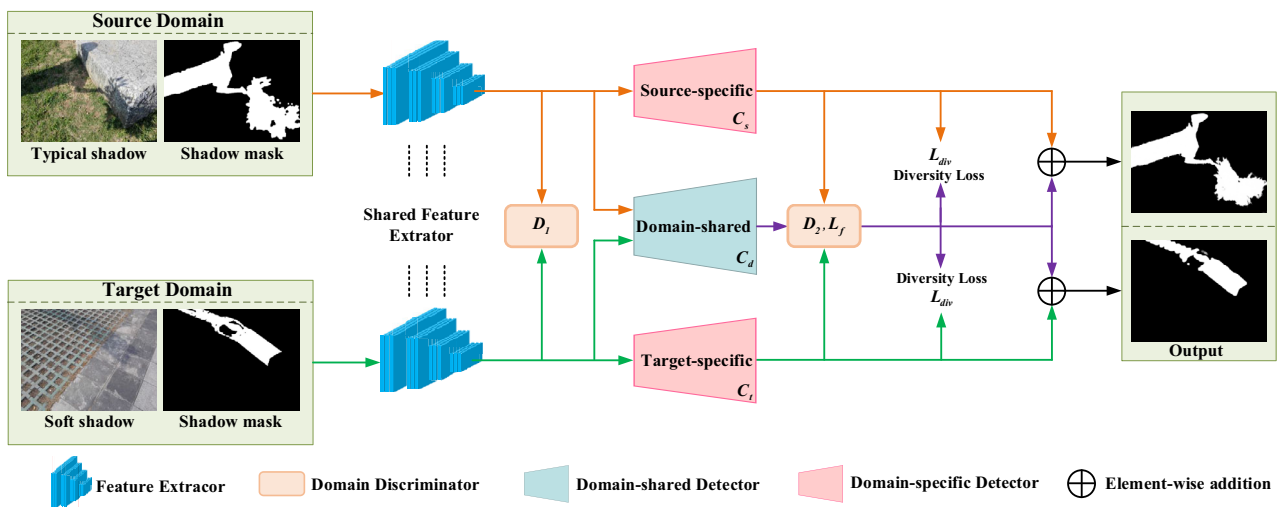 Source Domain
Typical shadow
Shadow mask
Shared Feature
Extrator
Target Domain
Soft shadow
Shadow mask
D1
Source-specific
Cs
Domain-shared
Cd
Target-specific
Ct
D2, Lf
Ldiv
Diversity Loss
Diversity Loss
Ldiv
Output
Feature Extracor
Domain Discriminator
Domain-shared Detector
Domain-specific Detector
Element-wise addition